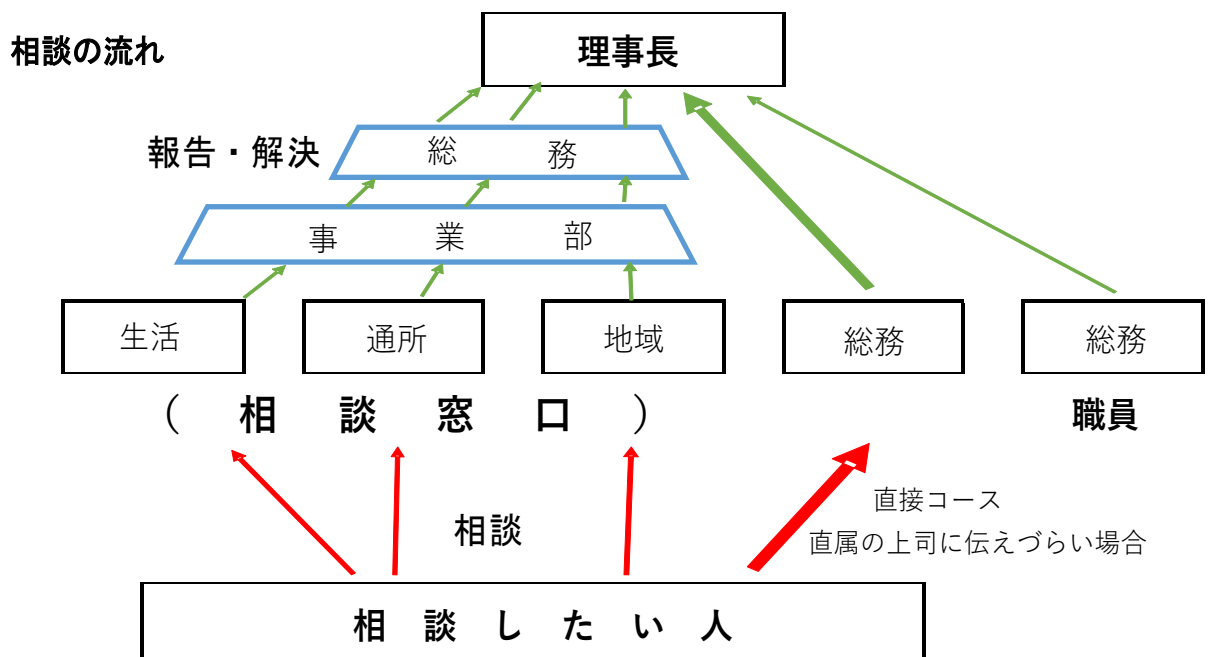 相談の流れ
理事長
報告・解決
総務
事業部
生活
通所
地域
総務
総務
（相談窓口）
職員
相談
直接コース
直属の上司に伝えづらい場合
相談したい人